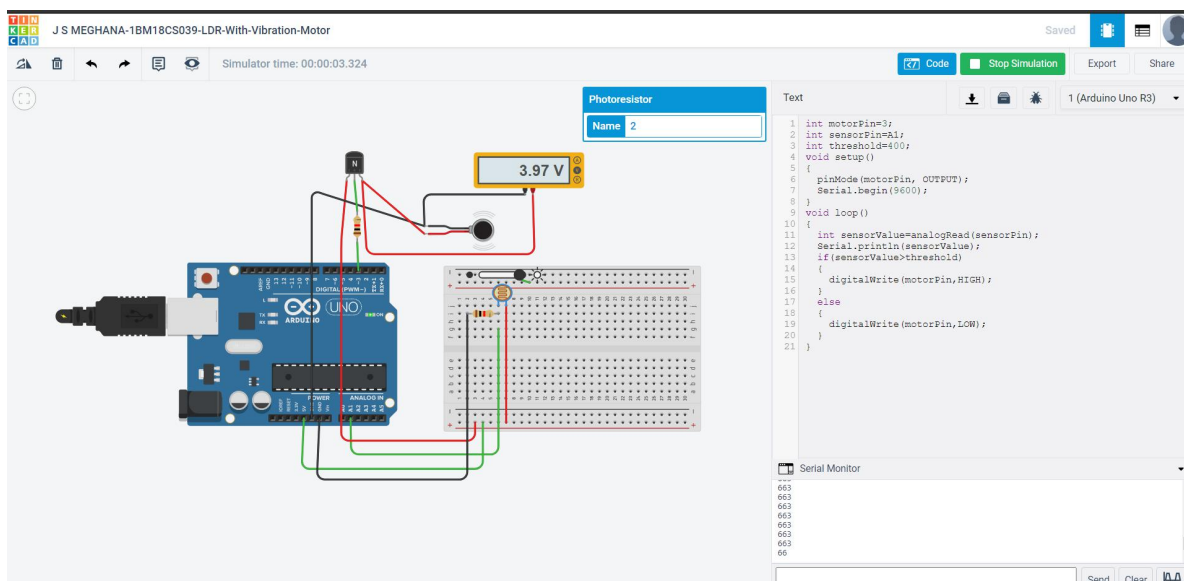 TIN
KER
CAD
J S MEGHANA-1BM18CS039-LDR-With-Vibration-Motor
Saved
Simulator time: 00:00:03.324
Code
Stop Simulation
Export
Share
Photoresistor
Name 2
3.97 V
N
DIGITAL (PWM~)
UNO
ARDUINO
ON
L
TX
RX
POWER
ANALOG IN
Text
1 (Arduino Uno R3)
1 int motorPin=3;
2 int sensorPin=A1;
3 int threshold=400;
4 void setup()
5 {
6 pinMode(motorPin, OUTPUT);
7 Serial.begin(9600);
8 }
9 void loop()
10 {
11 int sensorValue=analogRead(sensorPin);
12 Serial.println(sensorValue);
13 if(sensorValue>threshold)
14 {
15 digitalWrite(motorPin,HIGH);
16 }
17 else
18 {
19 digitalWrite(motorPin,LOW);
20 }
21 }
Serial Monitor
663
663
663
663
663
663
663
66
Send
Clear